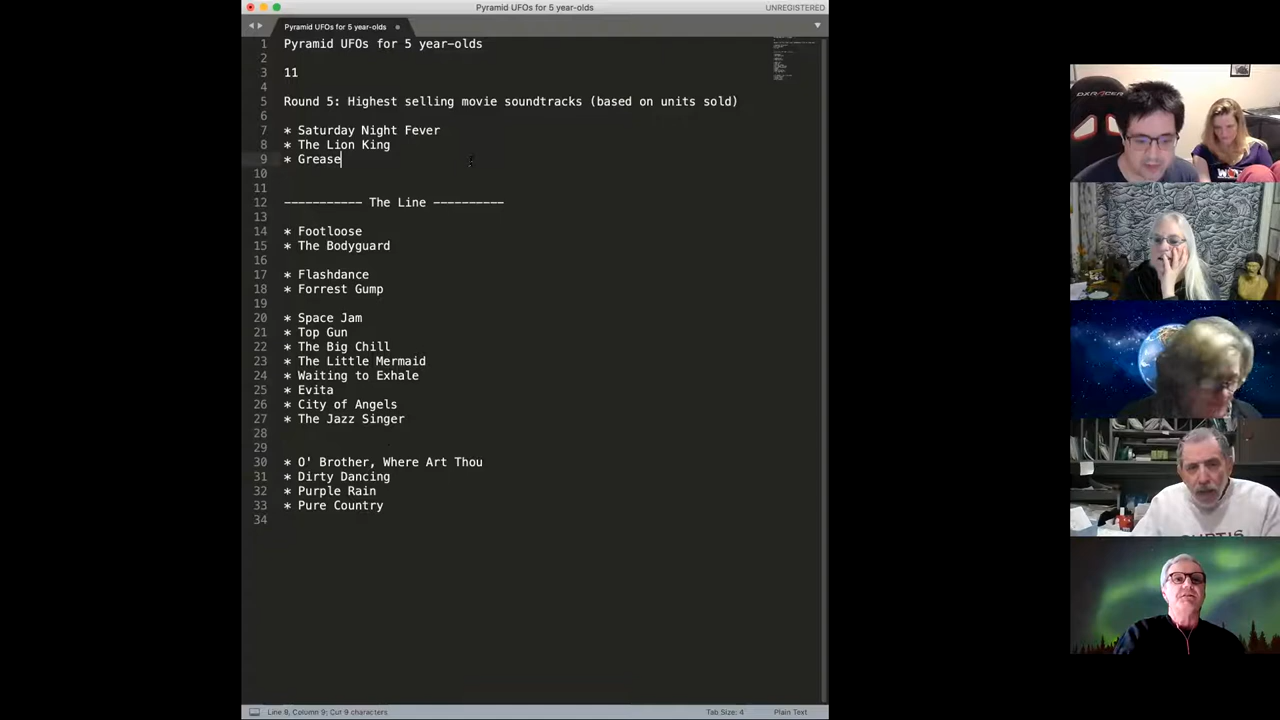 Pyramid UFOs for 5 year-olds
UNREGISTERED
Pyramid UFOs for 5 year-olds
1 Pyramid UFOs for 5 year-olds
2
3 11
4
5 Round 5: Highest selling movie soundtracks (based on units sold)
6
7 * Saturday Night Fever
8 * The Lion King
9 * Grease
10
11
12 ----------- The Line ----------
13
14 * Footloose
15 * The Bodyguard
16
17 * Flashdance
18 * Forrest Gump
19
20 * Space Jam
21 * Top Gun
22 * The Big Chill
23 * The Little Mermaid
24 * Waiting to Exhale
25 * Evita
26 * City of Angels
27 * The Jazz Singer
28
29
30 * O' Brother, Where Art Thou
31 * Dirty Dancing
32 * Purple Rain
33 * Pure Country
34
Line 9, Column 9; Cut 9 characters
Tab Size: 4
Plain Text
DXRACER
CURTIS